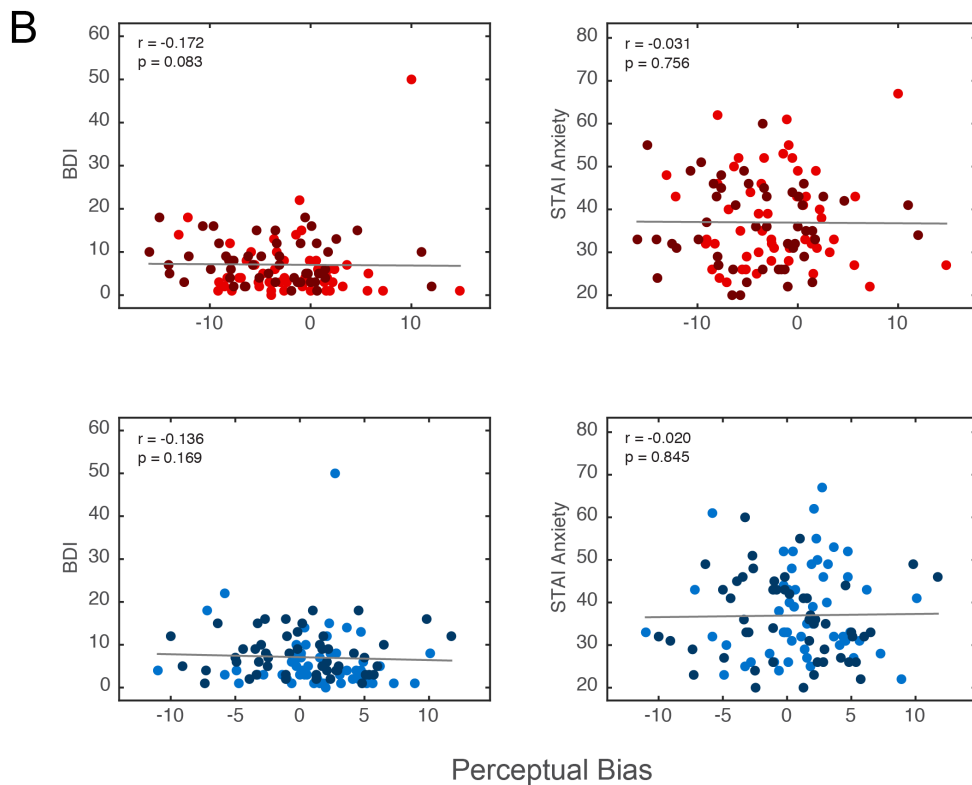 B
r = -0.172
p = 0.083
60
50
40
30
20
10
0
BDI
-10 0 10
r = -0.031
p = 0.756
80
70
60
50
40
30
20
STAI Anxiety
-10 0 10
r = -0.136
p = 0.169
60
50
40
30
20
10
0
BDI
-10 -5 0 5 10
r = -0.020
p = 0.845
80
70
60
50
40
30
20
STAI Anxiety
-10 -5 0 5 10
Perceptual Bias